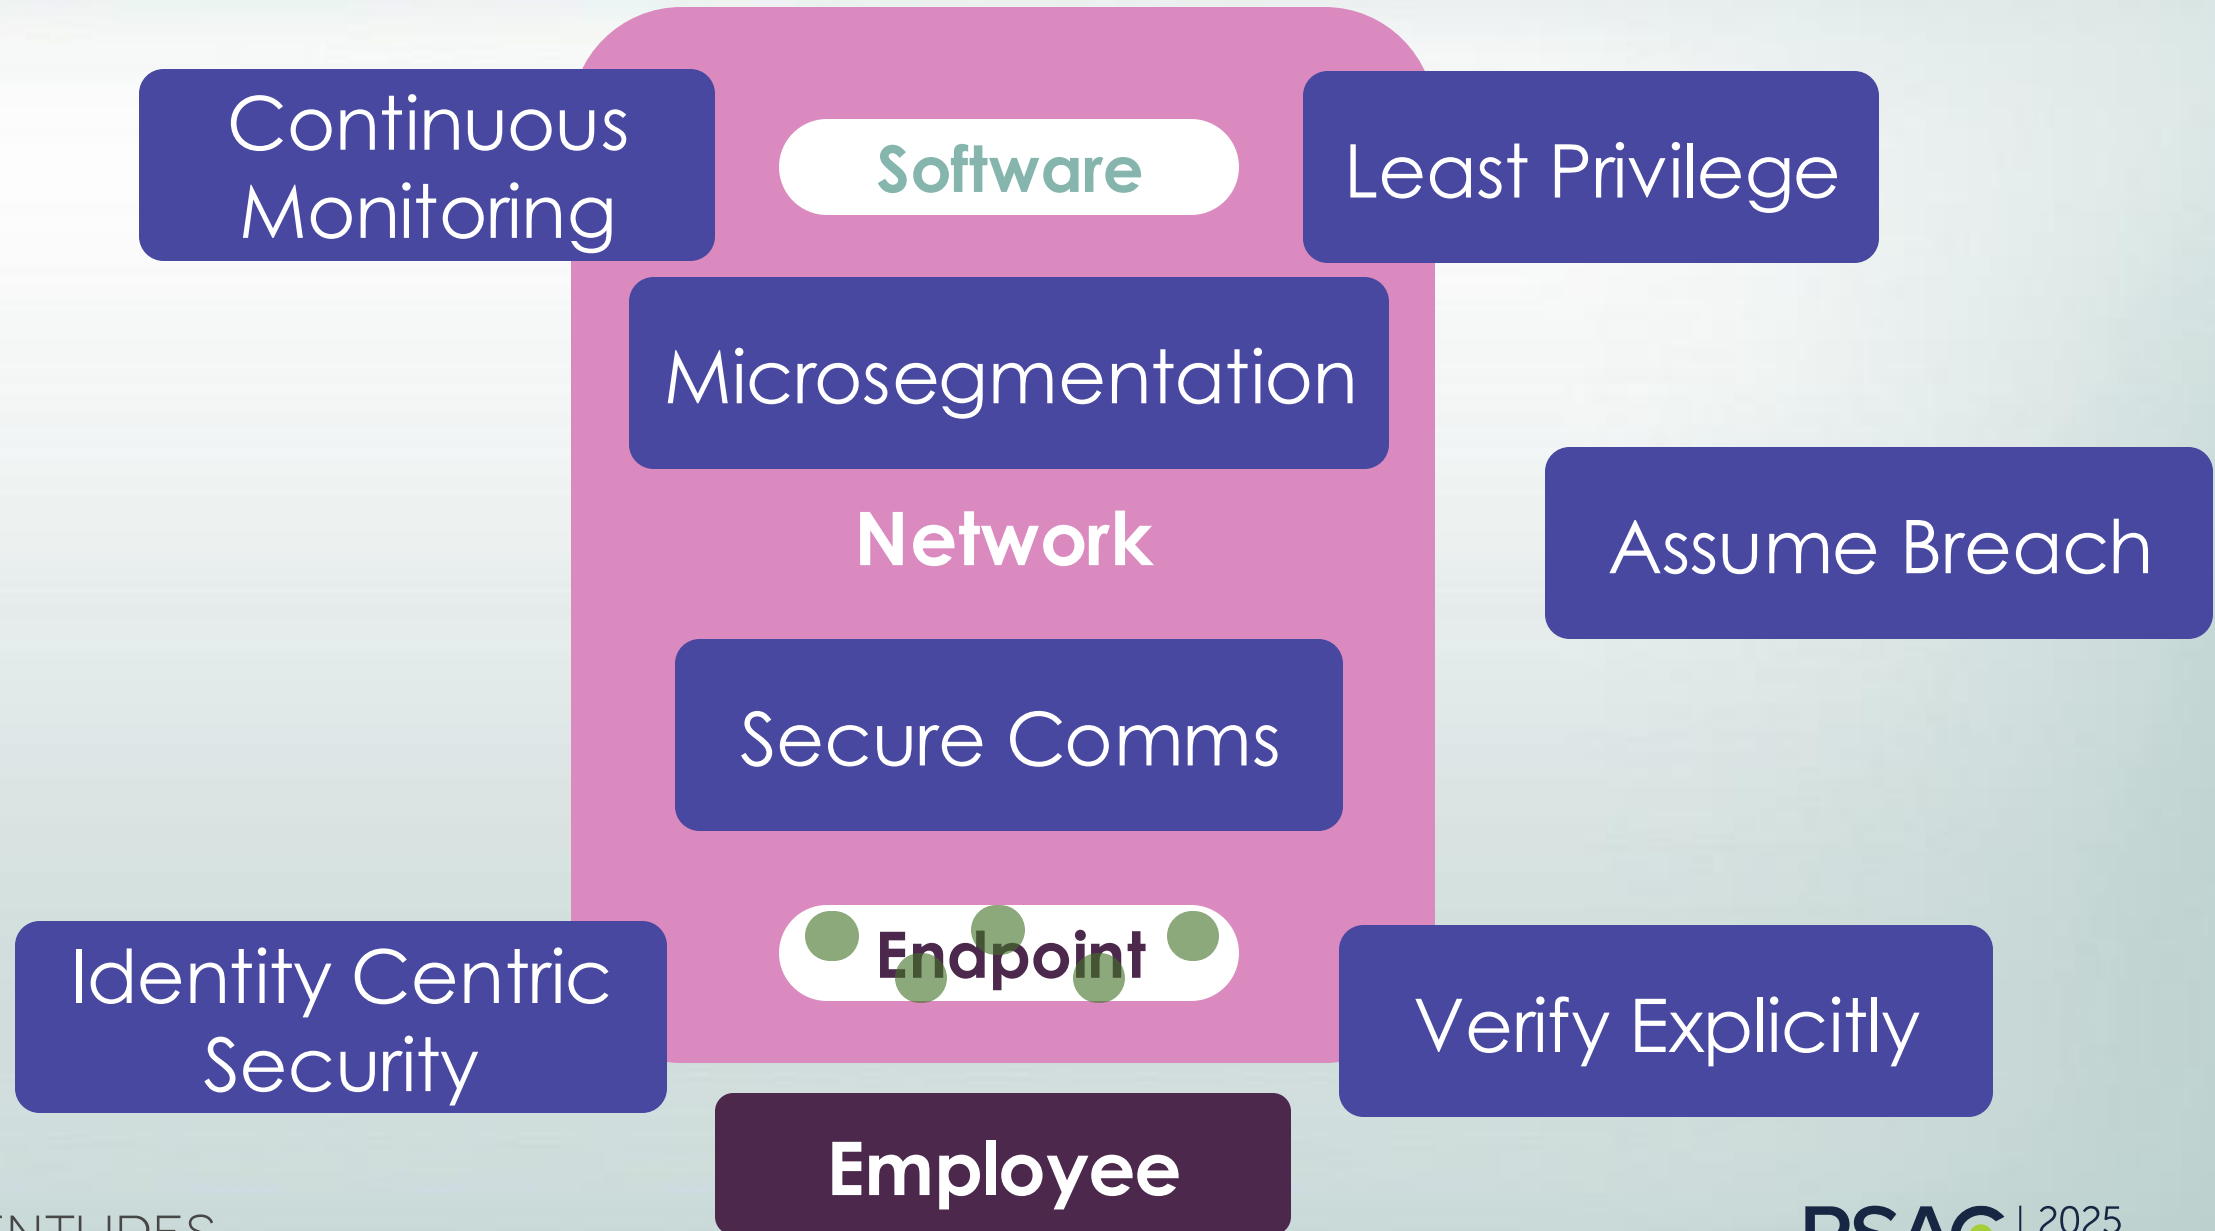 Continuous
Monitoring
Software
Least Privilege
Microsegmentation
Network
Assume Breach
Secure Comms
Identity Centric
Security
Endpoint
Verify Explicitly
Employee
2025